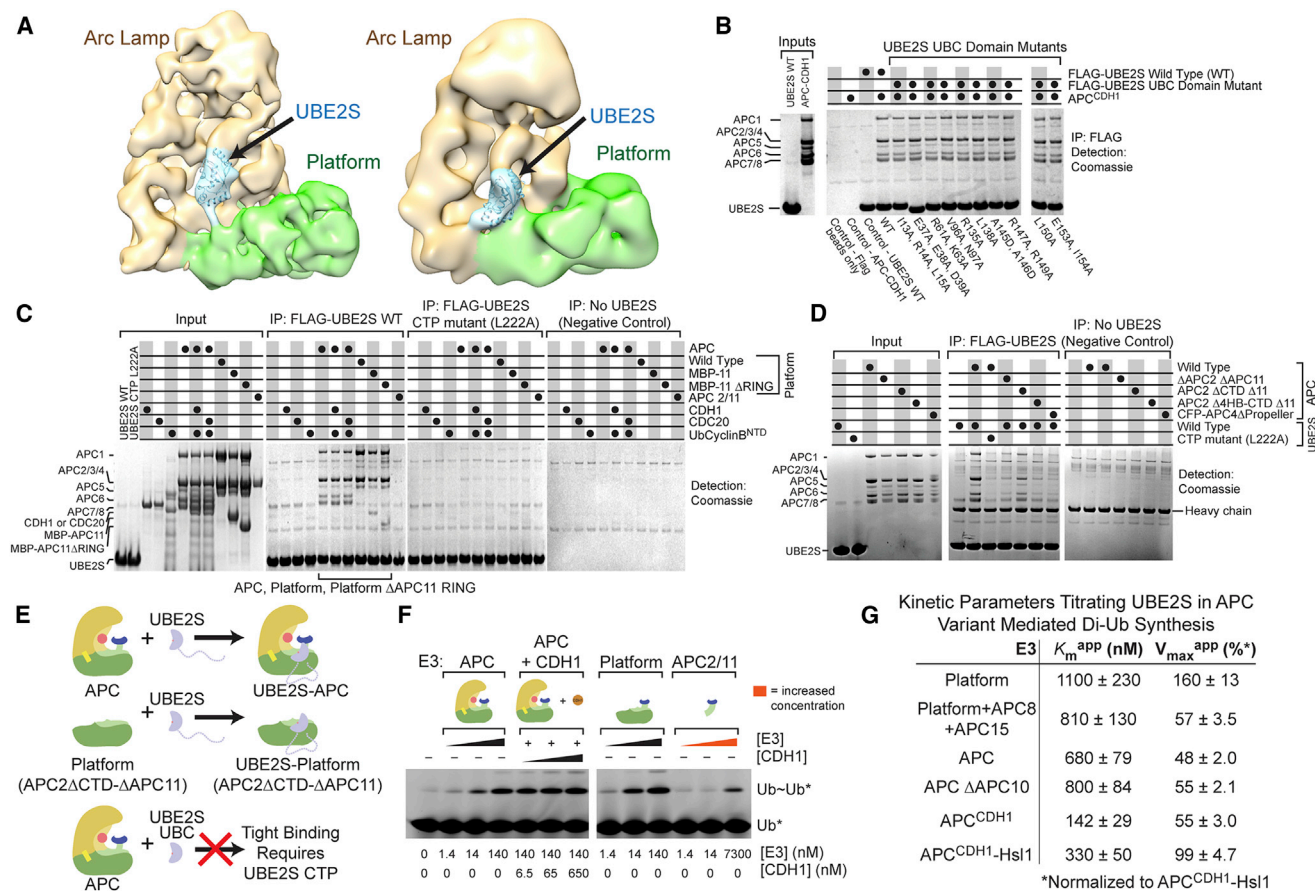 A
Arc Lamp
UBE2S
Platform
Arc Lamp
UBE2S
Platform
B
Inputs
UBE2S WT
APC-CDH1
UBE2S UBC Domain Mutants
FLAG-UBE2S Wild Type (WT)
FLAG-UBE2S UBC Domain Mutant
APC^CDH1
APC1
APC2/3/4
APC5
APC6
APC7/8
UBE2S
IP: FLAG
Detection:
Coomassie
Control - Flag
beads only
Control - APC-CDH1
Control - UBE2S WT
WT
I13A, R14A, L15A
E37A, E38A, D39A
R61A, K63A
V96A, N97A
R135A
L138A
A145D, A146D
R147A, R149A
L150A
E153A, I154A
C
Input
IP: FLAG-UBE2S WT
IP: FLAG-UBE2S
CTP mutant (L222A)
IP: No UBE2S
(Negative Control)
UBE2S WT
UBE2S CTP L222A
APC
Wild Type
MBP-11
MBP-11 ΔRING
APC 2/11
Platform
CDH1
CDC20
UbCyclinB^NTD
APC1
APC2/3/4
APC5
APC6
APC7/8
CDH1 or CDC20
MBP-APC11
MBP-APC11ΔRING
UBE2S
Detection:
Coomassie
APC, Platform, Platform ΔAPC11 RING
D
Input
IP: FLAG-UBE2S
IP: No UBE2S
(Negative Control)
Wild Type
ΔAPC2 ΔAPC11
APC2 ΔCTD Δ11
APC2 Δ4HB-CTD Δ11
CFP-APC4ΔPropeller
APC
Wild Type
CTP mutant (L222A)
UBE2S
APC1
APC2/3/4
APC5
APC6
APC7/8
UBE2S
Detection:
Coomassie
Heavy chain
E
UBE2S
+
APC
UBE2S-APC
UBE2S
+
Platform
(APC2ΔCTD-ΔAPC11)
UBE2S-Platform
(APC2ΔCTD-ΔAPC11)
UBE2S
UBC
+
APC
Tight Binding
Requires
UBE2S CTP
F
E3:
APC
APC
+ CDH1
Platform
APC2/11
= increased
concentration
+
[E3]
[CDH1]
– – – – + + +
– – – – – –
Ub~Ub*
Ub*
0 1.4 14 140 140 140 140 1.4 14 140 1.4 14 7300 [E3] (nM)
0 0 0 0 6.5 65 650 0 0 0 0 0 0 [CDH1] (nM)
G
Kinetic Parameters Titrating UBE2S in APC
Variant Mediated Di-Ub Synthesis
E3 Km^app (nM) Vmax^app (%*)
Platform 1100 ± 230 160 ± 13
Platform+APC8
+APC15 810 ± 130 57 ± 3.5
APC 680 ± 79 48 ± 2.0
APC ΔAPC10 800 ± 84 55 ± 2.1
APC^CDH1 142 ± 29 55 ± 3.0
APC^CDH1-Hsl1 330 ± 50 99 ± 4.7
*Normalized to APC^CDH1-Hsl1